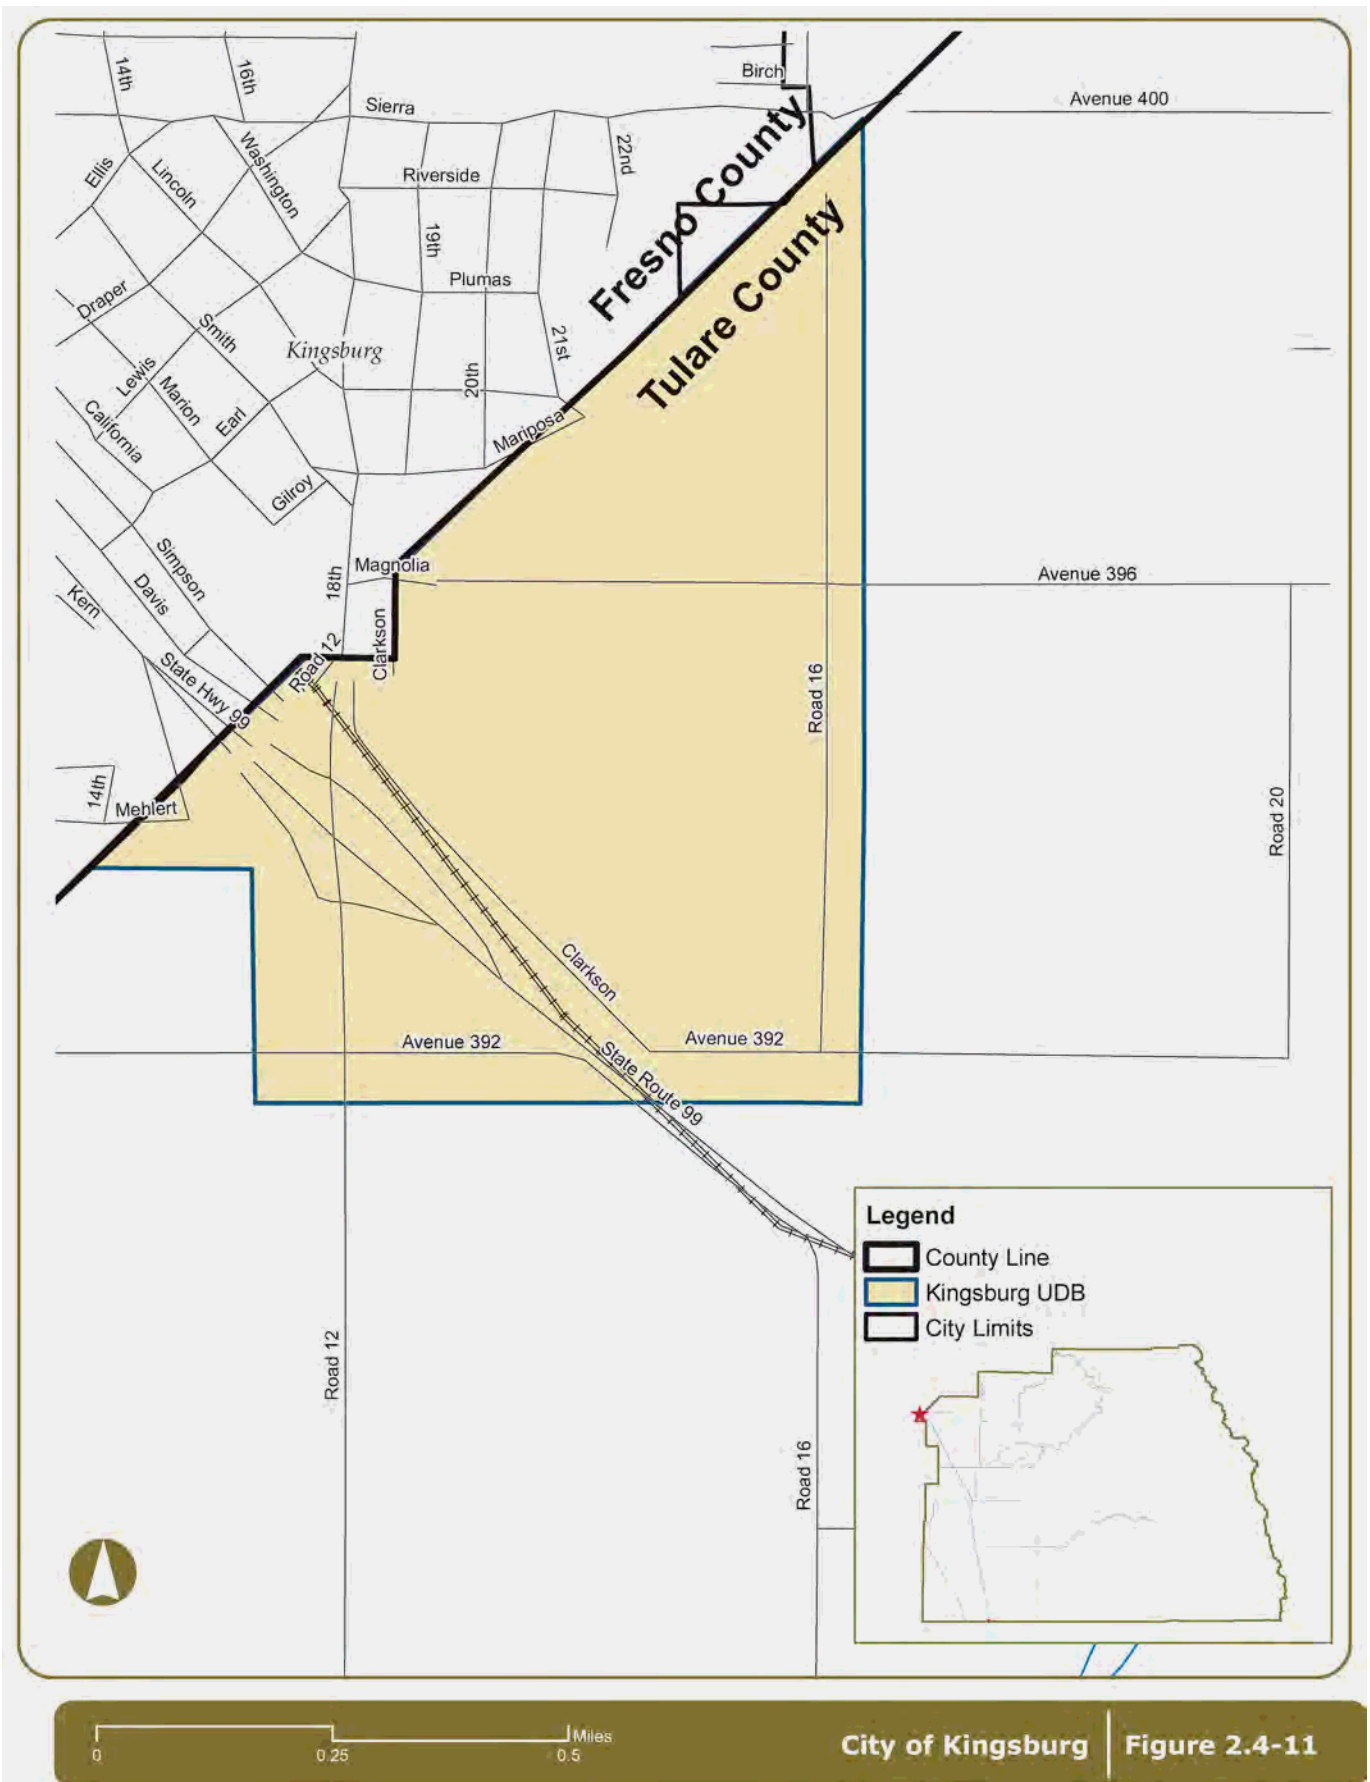 Birch
Avenue 400
14th
16th
Sierra
Ellis
Lincoln
Washington
Riverside
22nd
Fresno County
Tulare County
19th
Draper
Smith
Plumas
Kingsburg
21st
Lewis
Marion
Earl
20th
California
Mariposa
Gilroy
Simpson
Davis
Kern
18th
Magnolia
Avenue 396
Clarkson
Road 12
State Hwy 99
Road 16
14th
Mehlert
Road 20
Clarkson
Avenue 392
Avenue 392
State Route 99
Road 12
Road 16
Legend
County Line
Kingsburg UDB
City Limits
Miles
0
0.25
0.5
City of Kingsburg
Figure 2.4-11